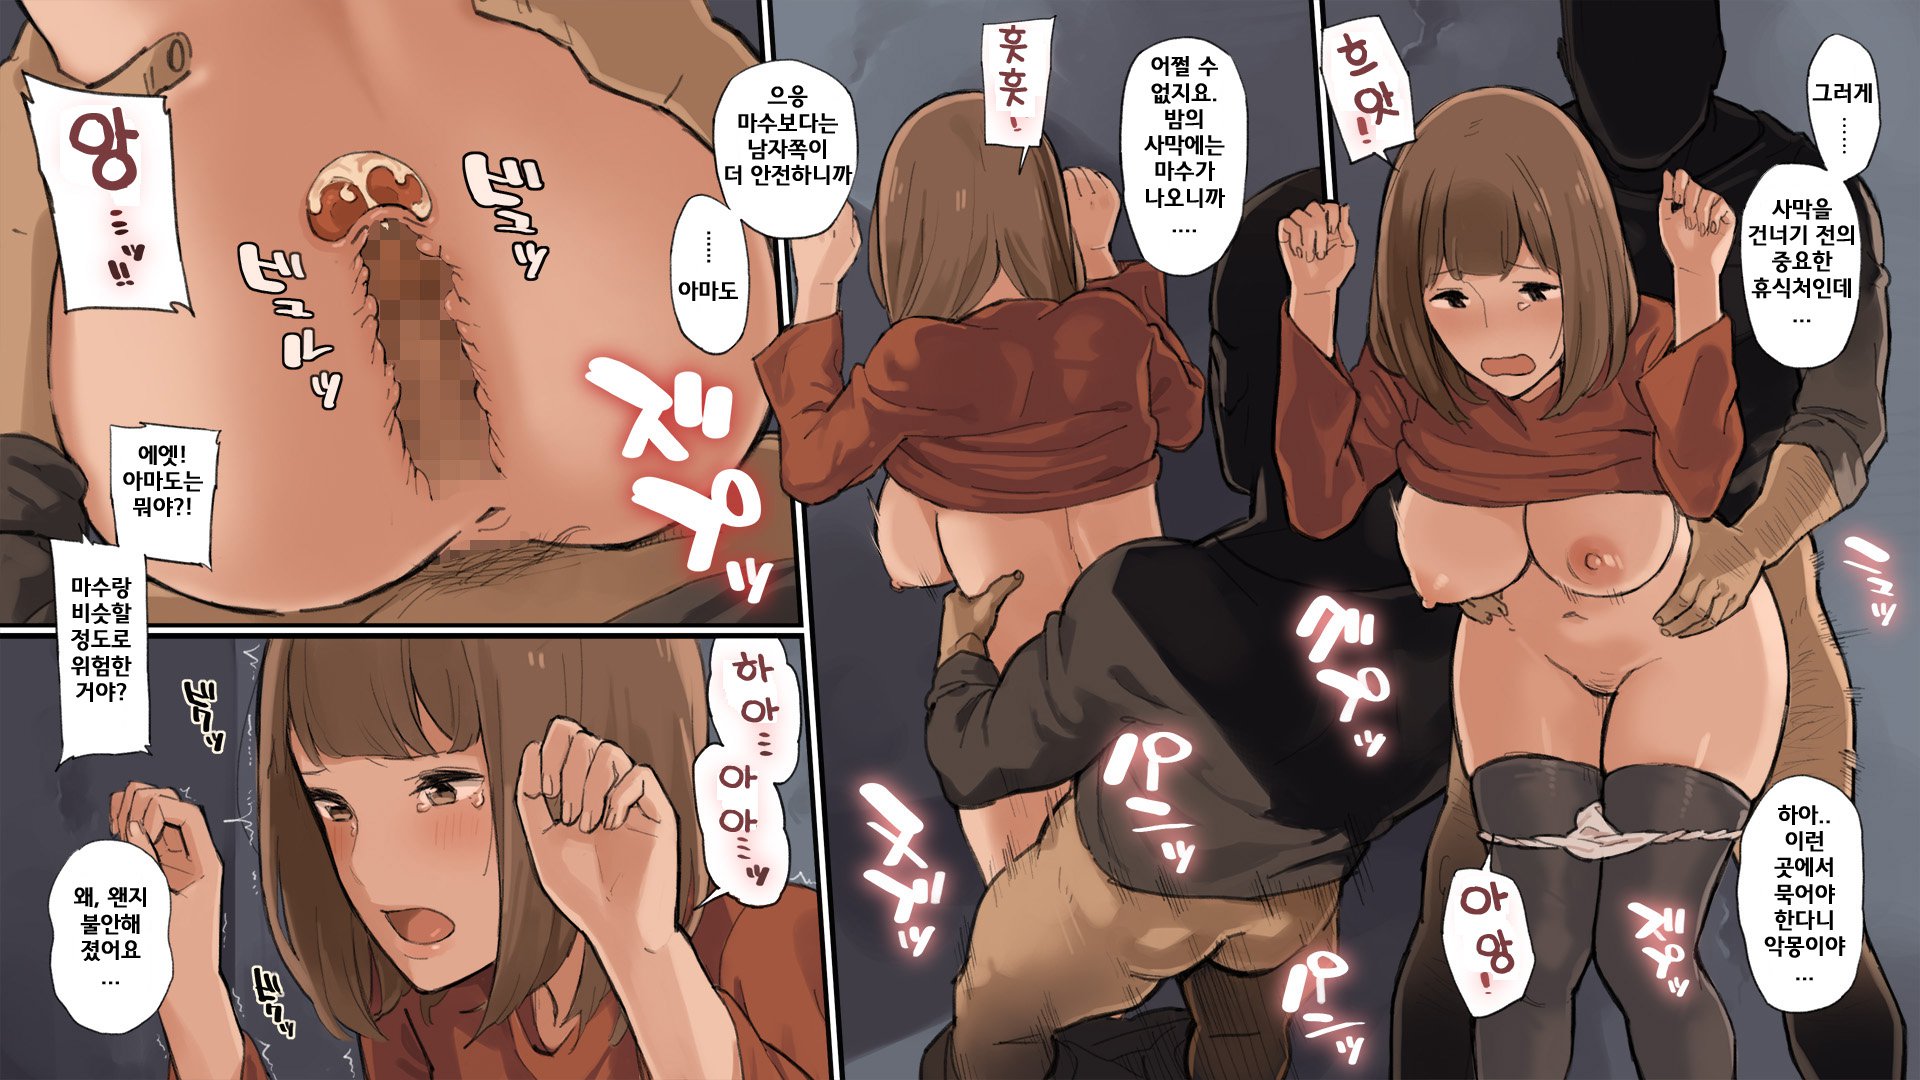 그러게
......
사막을
건너기 전의
중요한
휴식처인데
...
흐앗!
하아..
이런
곳에서
묵어야
한다니
악몽이야
...
아앙!
어쩔 수
없지요.
밤의
사막에는
마수가
나오니까
....
흣흣!
으응
마수보다는
남자쪽이
더 안전하니까
......
아마도
앙...!!
에엣!
아마도는
뭐야?!
마수랑
비슷할
정도로
위험한
거야?
하아...
아아...
왜, 왠지
불안해
졌어요
...